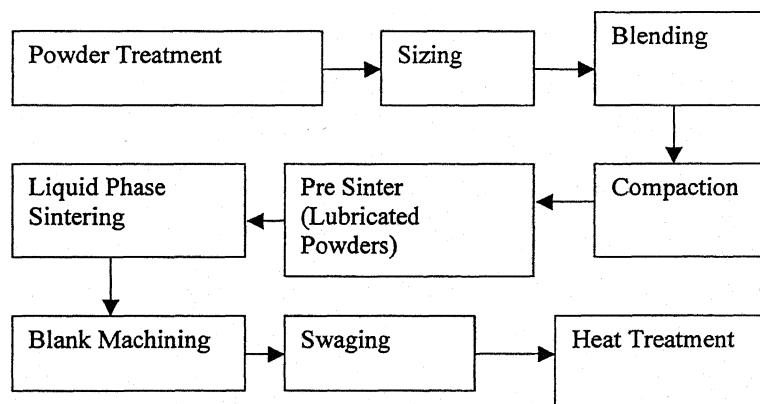 Powder Treatment
Sizing
Blending
Compaction
Pre Sinter
(Lubricated
Powders)
Liquid Phase
Sintering
Blank Machining
Swaging
Heat Treatment